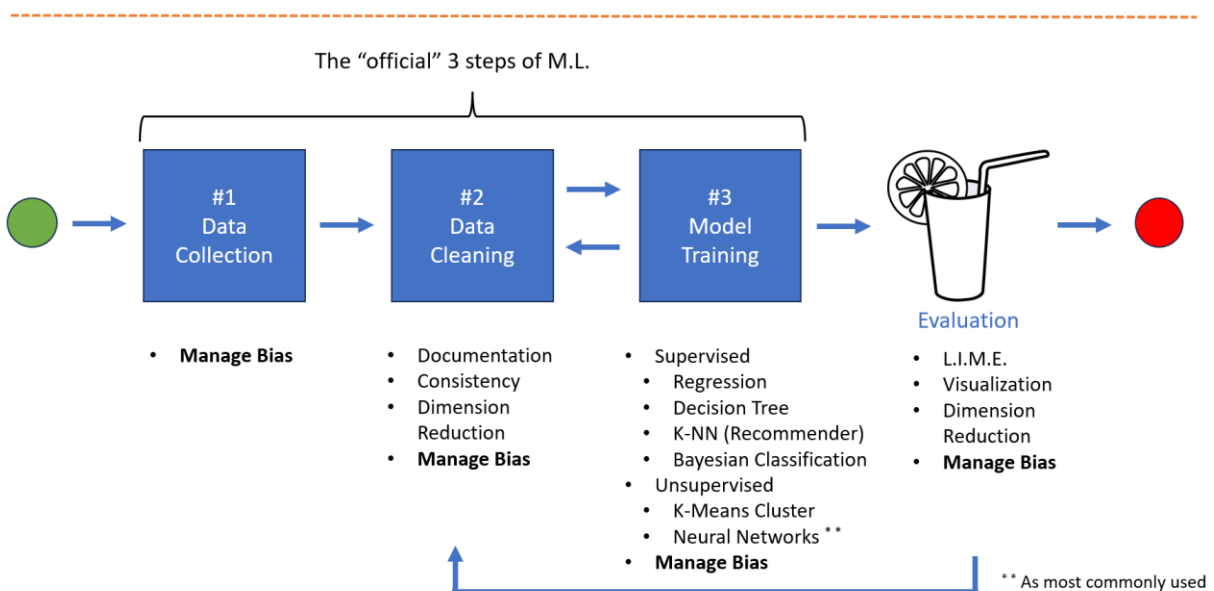 The “official” 3 steps of M.L.
#1
Data
Collection
#2
Data
Cleaning
#3
Model
Training
Evaluation
• Manage Bias
• Documentation
• Consistency
• Dimension
Reduction
• Manage Bias
• Supervised
• Regression
• Decision Tree
• K-NN (Recommender)
• Bayesian Classification
• Unsupervised
• K-Means Cluster
• Neural Networks **
• Manage Bias
• L.I.M.E.
• Visualization
• Dimension
Reduction
• Manage Bias
** As most commonly used